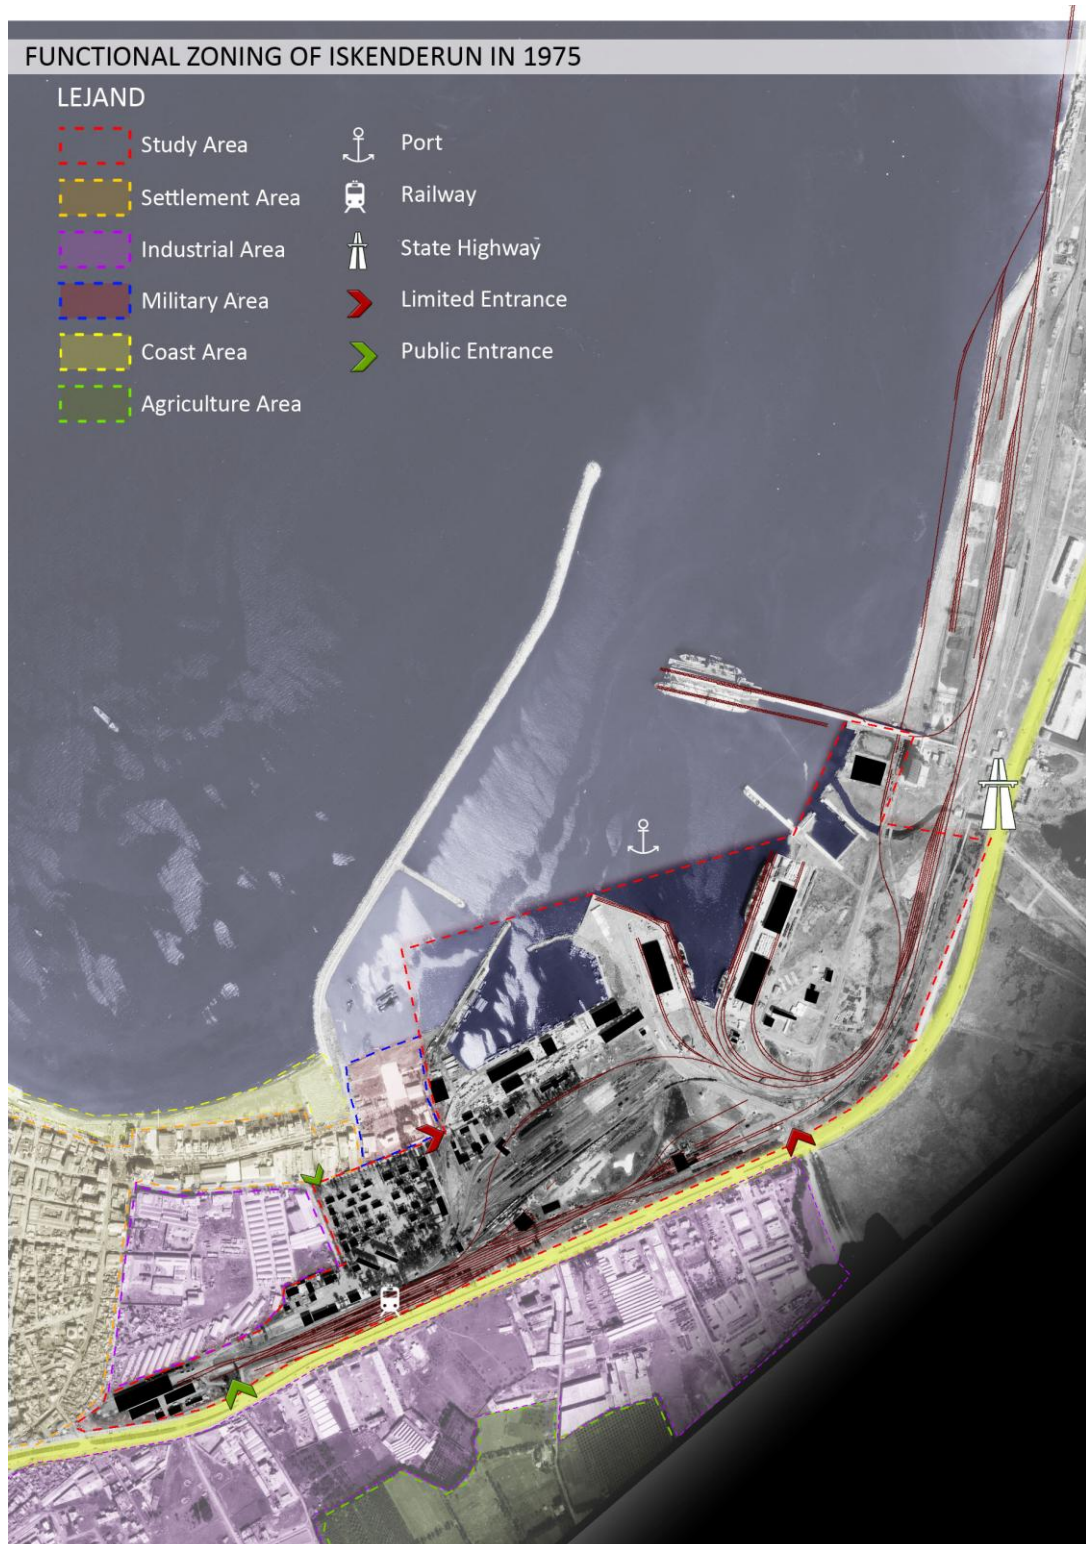 FUNCTIONAL ZONING OF ISKENDERUN IN 1975
LEJAND
Study Area
Settlement Area
Industrial Area
Military Area
Coast Area
Agriculture Area
Port
Railway
State Highway
Limited Entrance
Public Entrance